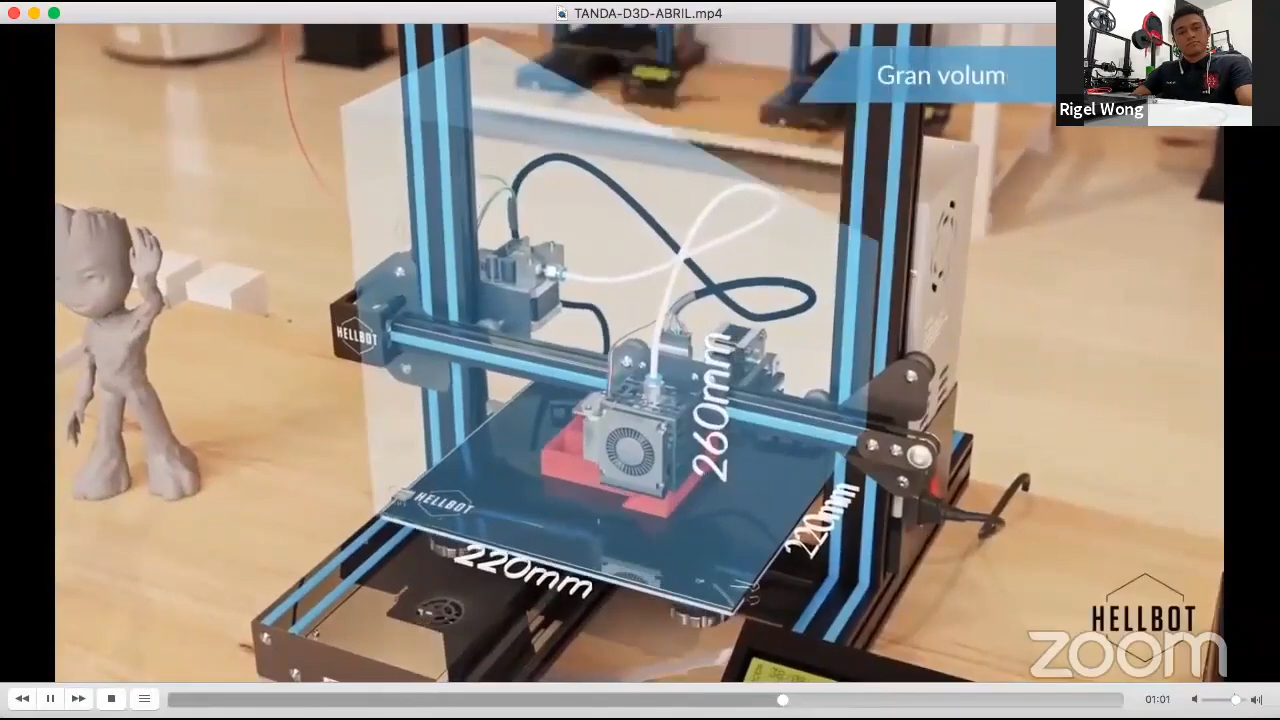 TANDA-D3D-ABRIL.mp4
Gran volum
Rigel Wong
HELLBOT
260mm
HELLBOT
220mm
220mm
HELLBOT
zoom
01:01